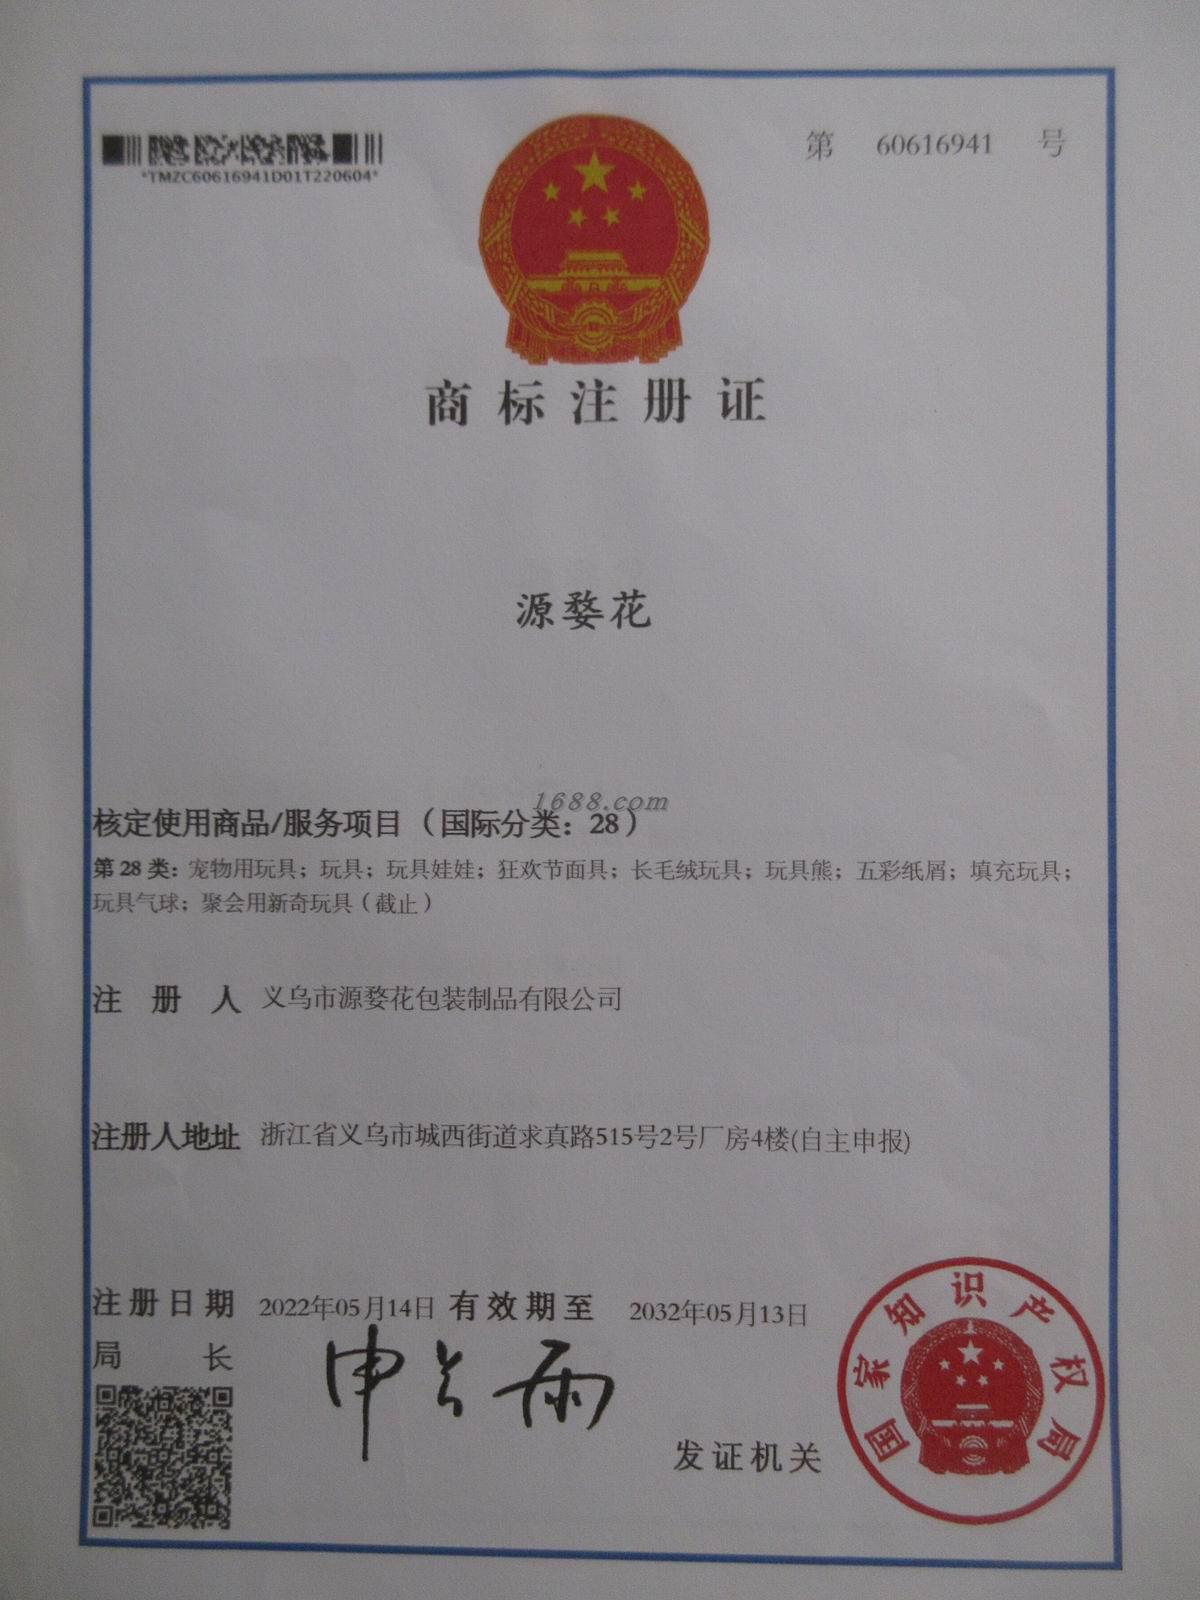 第 60616941 号
*TMZC60616941D01T220604*
商标注册证
源婺花
1688.com
核定使用商品/服务项目（国际分类：28）
第 28 类：宠物用玩具；玩具；玩具娃娃；狂欢节面具；长毛绒玩具；玩具熊；五彩纸屑；填充玩具；
玩具气球；聚会用新奇玩具（截止）
注 册 人 义乌市源婺花包装制品有限公司
注册人地址 浙江省义乌市城西街道求真路515号2号厂房4楼(自主申报)
注册日期 2022年05月14日 有效期至 2032年05月13日
局 长 申长雨
发证机关
国家知识产权局